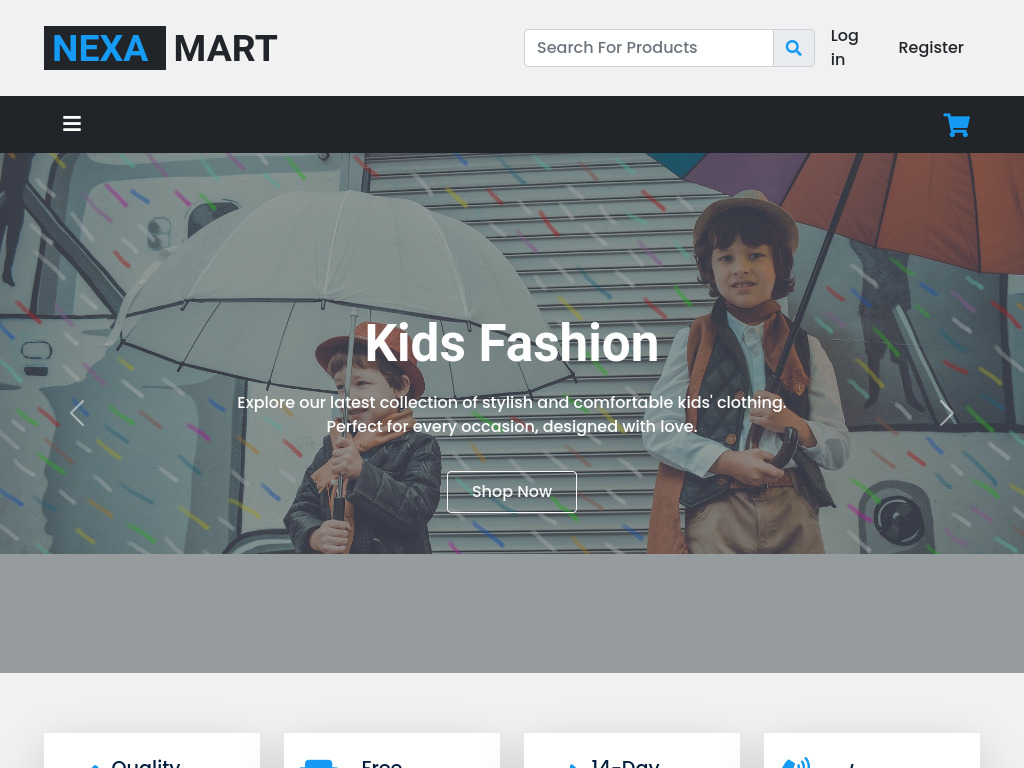 NEXA MART
Search For Products
Log
in
Register
Kids Fashion
Explore our latest collection of stylish and comfortable kids' clothing.
Perfect for every occasion, designed with love.
Shop Now
Quality
Free
14-Day